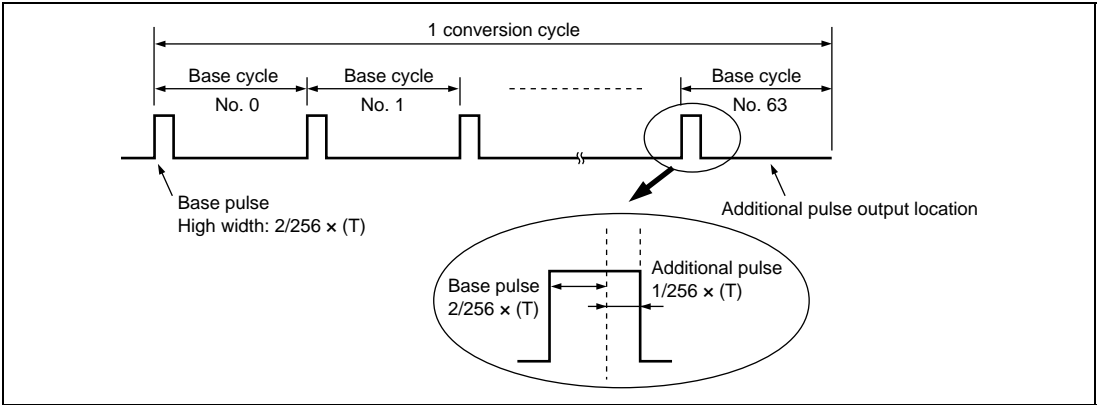 1 conversion cycle
Base cycle
No. 0
Base cycle
No. 1
Base cycle
No. 63
Base pulse
High width: 2/256 × (T)
Additional pulse output location
Base pulse
2/256 × (T)
Additional pulse
1/256 × (T)